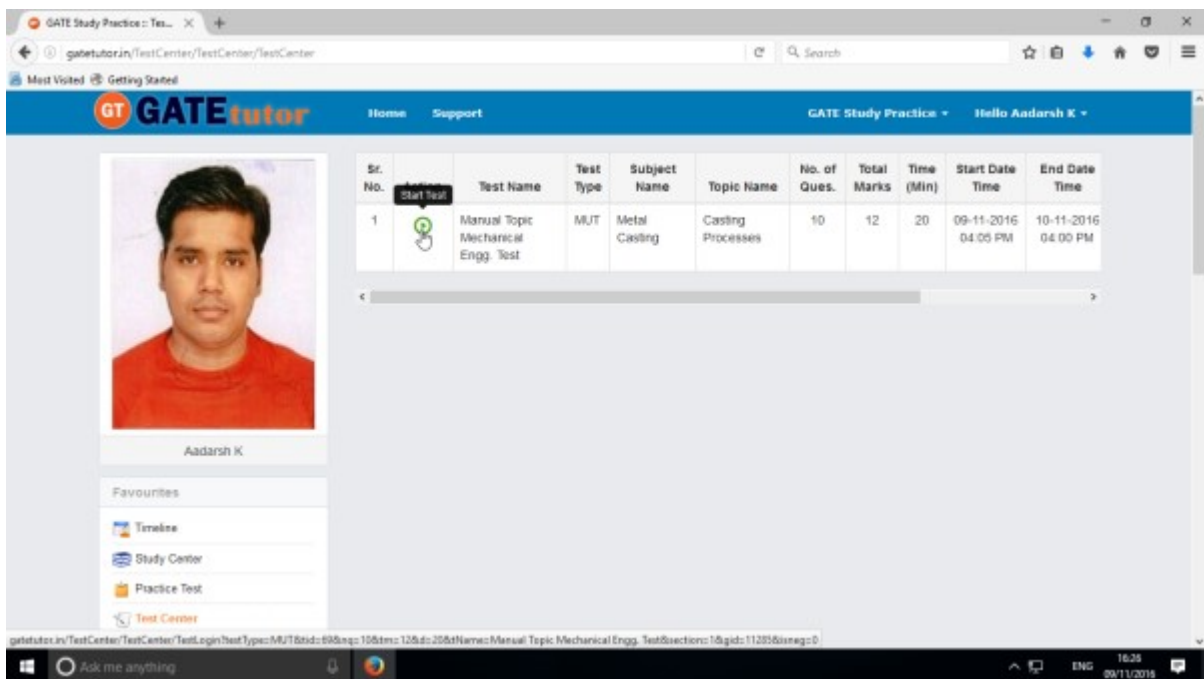 GATE Study Practice :: Tes...
gatetutor.in/TestCenter/TestCenter/TestCenter
Search
Most Visited Getting Started
GT GATEtutor Home Support GATE Study Practice Hello Aadarsh K
Sr. No. Test Name Test Type Subject Name Topic Name No. of Ques. Total Marks Time (Min) Start Date Time End Date Time
Start Test
1 Manual Topic Mechanical Engg. Test MUT Metal Casting Casting Processes 10 12 20 09-11-2016 04:05 PM 10-11-2016 04:00 PM
Aadarsh K
Favourites
Timeline
Study Center
Practice Test
Test Center
gatetutor.in/TestCenter/TestCenter/TestLogin?testType=MUT&tid=69&nq=10&tm=12&d=20&tName=Manual Topic Mechanical Engg. Test&section=1&gid=11285&isneg=0
Ask me anything
ENG
16:26
09/11/2016